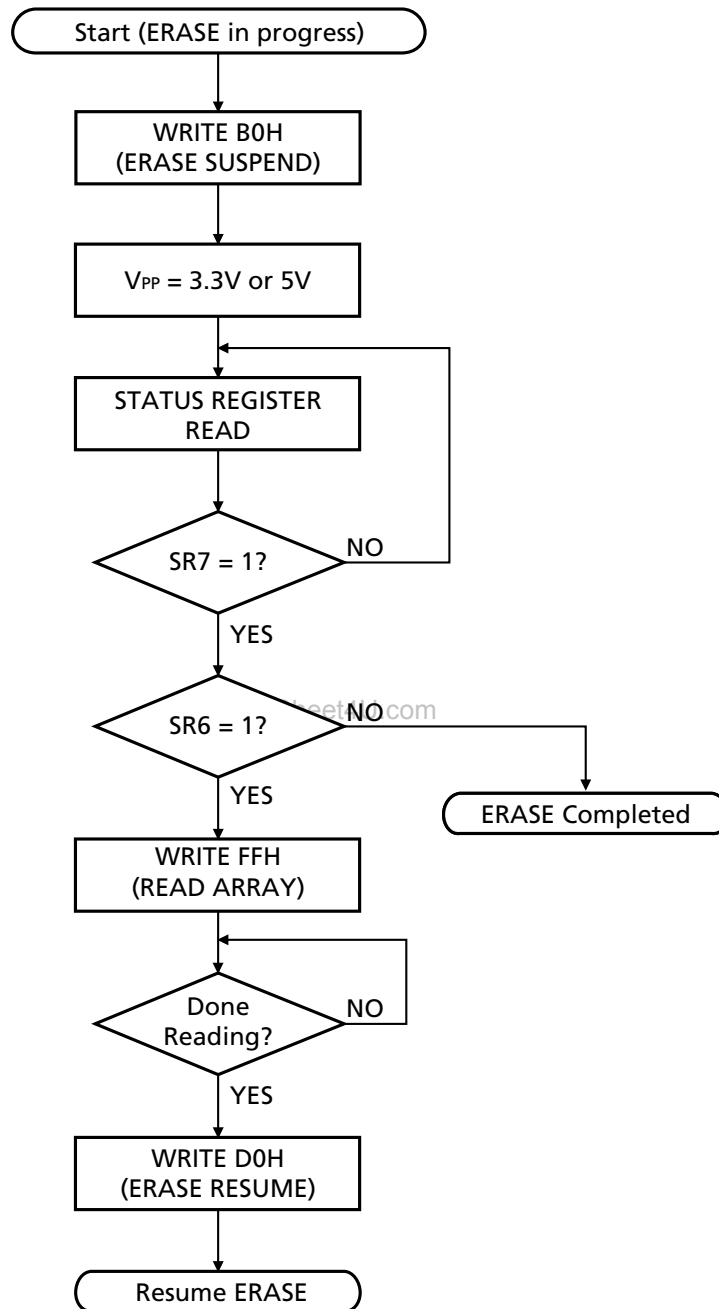 Start (ERASE in progress)
WRITE B0H
(ERASE SUSPEND)
VPP = 3.3V or 5V
STATUS REGISTER
READ
SR7 = 1?
NO
YES
SR6 = 1?
NO
.com
YES
ERASE Completed
WRITE FFH
(READ ARRAY)
Done
Reading?
NO
YES
WRITE D0H
(ERASE RESUME)
Resume ERASE